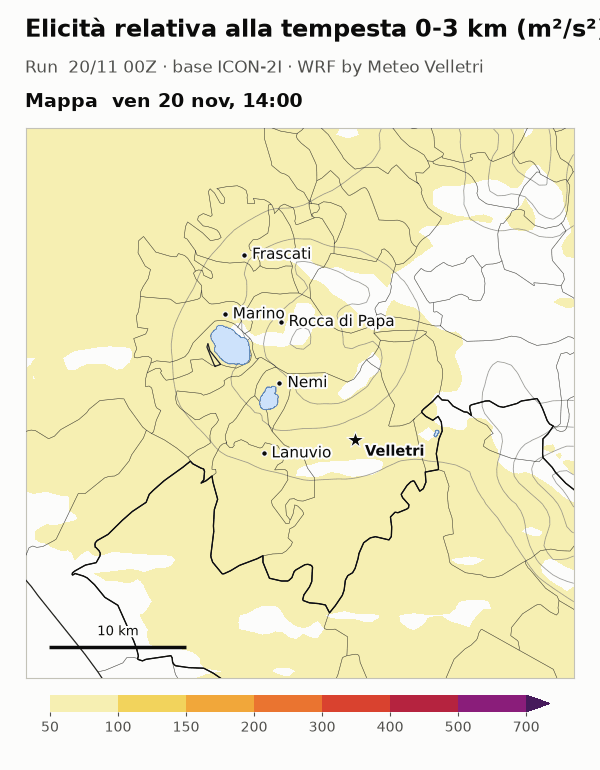 Elicità relativa alla tempesta 0-3 km (m²/s²)
Run  20/11 00Z · base ICON-2I · WRF by Meteo Velletri
Mappa  ven 20 nov, 14:00
Frascati
Marino
Rocca di Papa
Nemi
Lanuvio
Velletri
10 km
50 100 150 200 300 400 500 700